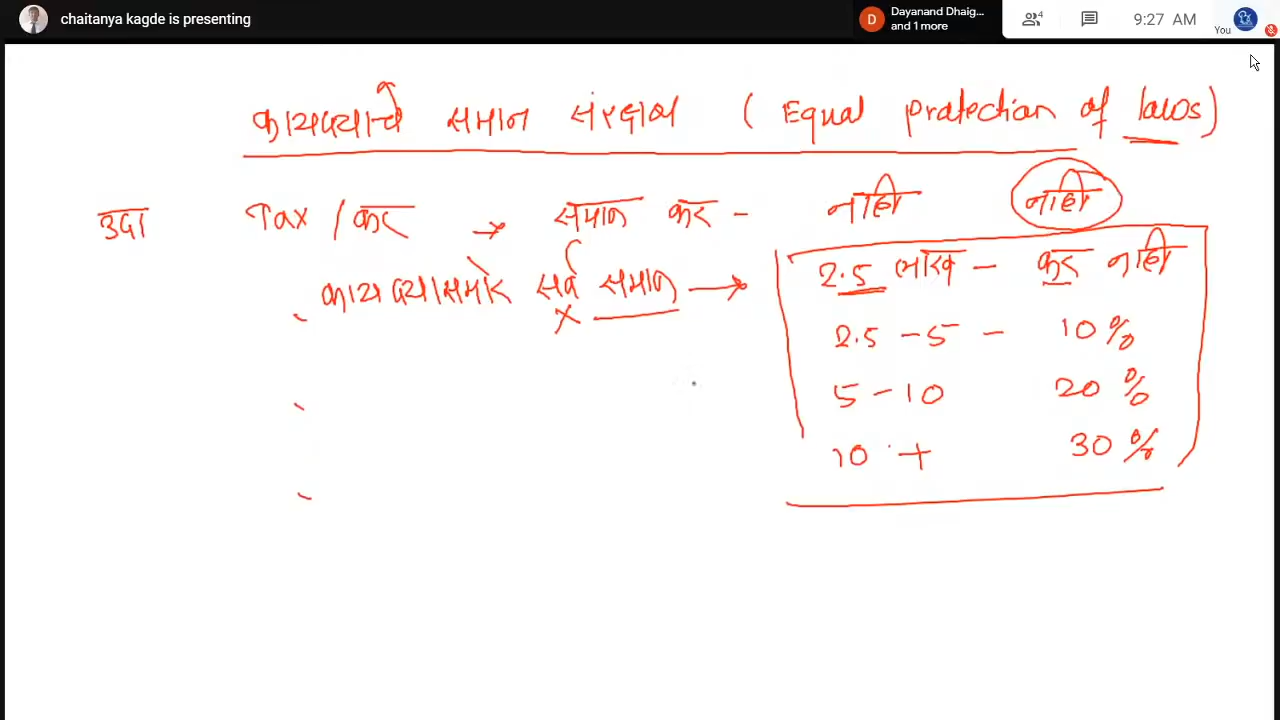 chaitanya kagde is presenting
Dayanand Dhaig...
and 1 more
4
9:27 AM
You
D
कायद्याचे समान संरक्षण ( Equal protection of laws )
उदा Tax / कर → समान कर - नाही नाही
कायद्यासमोर सर्व समान → 2.5 लाख - कर नाही
x
2.5 - 5 - 10 %
5 - 10 20 %
10 + 30 %